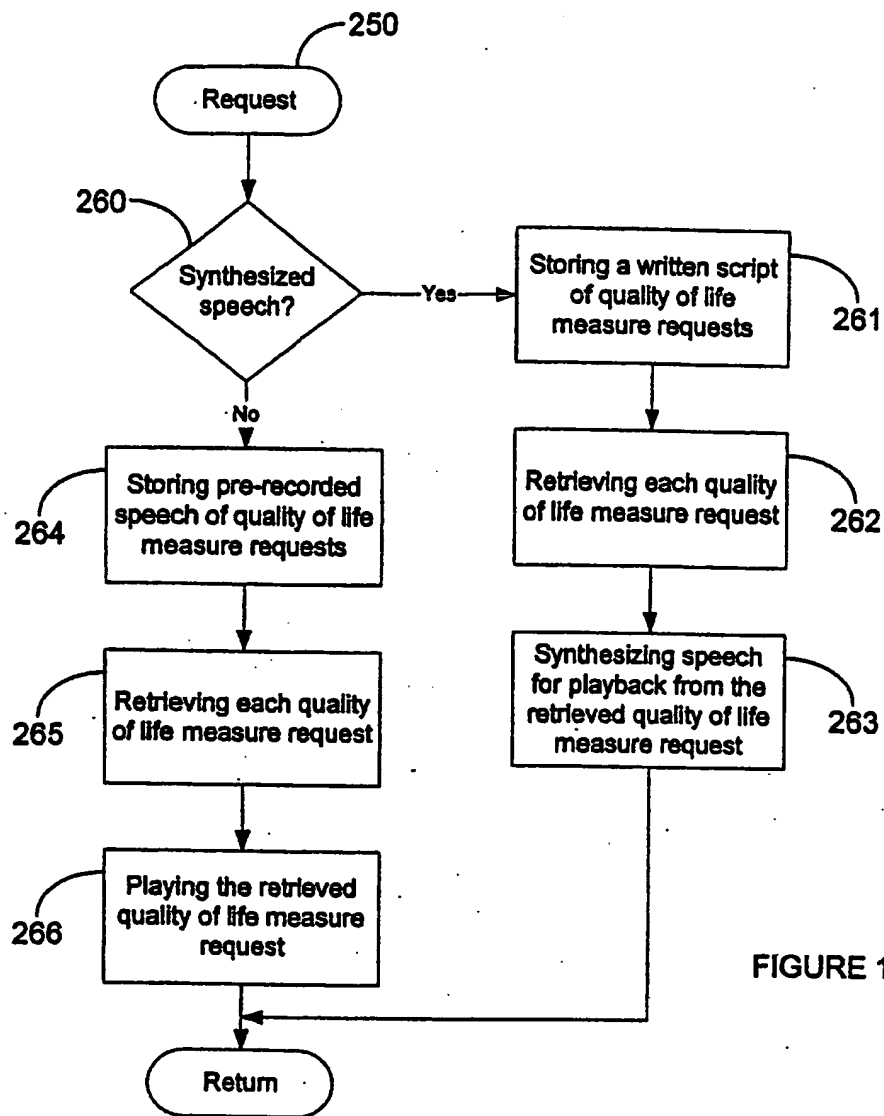 250
Request
260
Synthesized
speech?
Yes
Storing a written script
of quality of life
measure requests
261
No
Storing pre-recorded
speech of quality of life
measure requests
264
Retrieving each quality
of life measure request
262
Retrieving each quality
of life measure request
265
Synthesizing speech
for playback from the
retrieved quality of life
measure request
263
Playing the retrieved
quality of life measure
request
266
FIGURE 1
Return